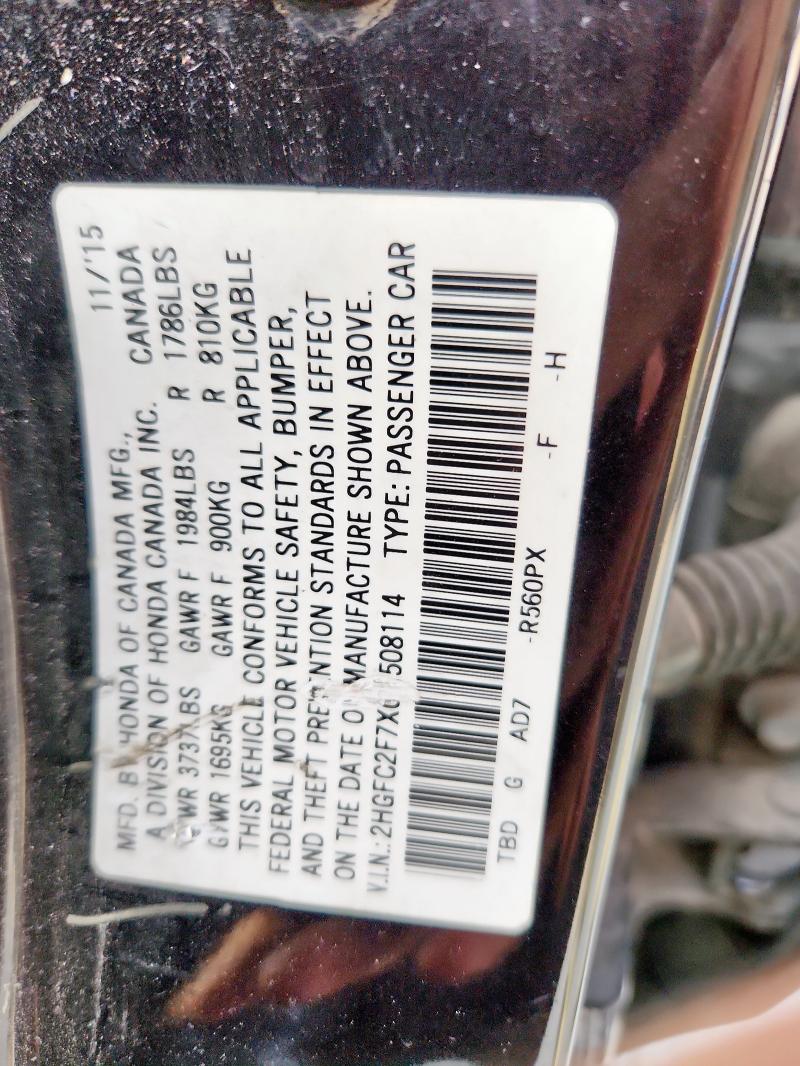 11/'15
MFD. BY HONDA OF CANADA MFG.,
A DIVISION OF HONDA CANADA INC. CANADA
GVWR 3737LBS GAWR F 1984LBS R 1786LBS
GVWR 1695KG GAWR F 900KG R 810KG
THIS VEHICLE CONFORMS TO ALL APPLICABLE
FEDERAL MOTOR VEHICLE SAFETY, BUMPER,
AND THEFT PREVENTION STANDARDS IN EFFECT
ON THE DATE OF MANUFACTURE SHOWN ABOVE.
V.I.N.: 2HGFC2F7X 508114 TYPE: PASSENGER CAR
TBD G AD7 -R560PX -F -H